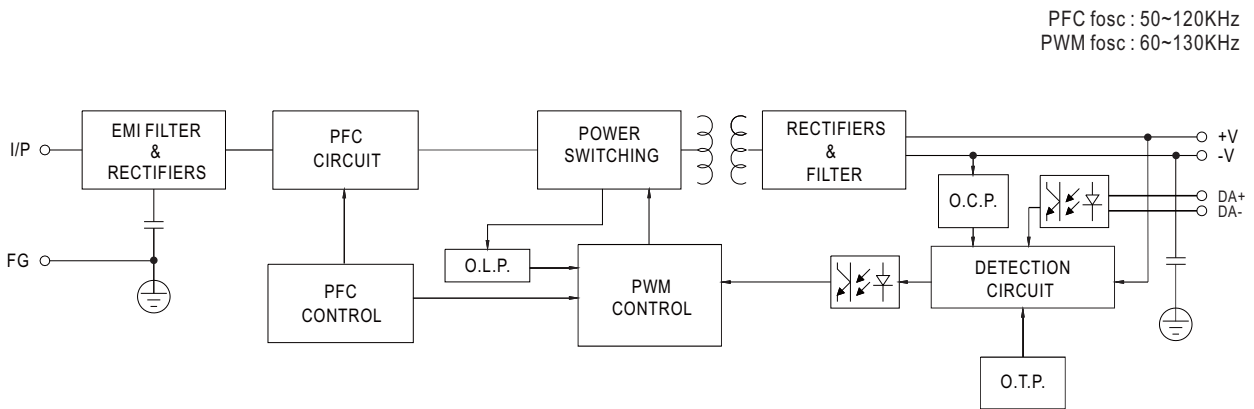 PFC fosc : 50~120KHz
PWM fosc : 60~130KHz
I/P
EMI FILTER
&
RECTIFIERS
PFC
CIRCUIT
POWER
SWITCHING
RECTIFIERS
&
FILTER
+V
-V
O.C.P.
DA+
DA-
FG
O.L.P.
PFC
CONTROL
PWM
CONTROL
DETECTION
CIRCUIT
O.T.P.